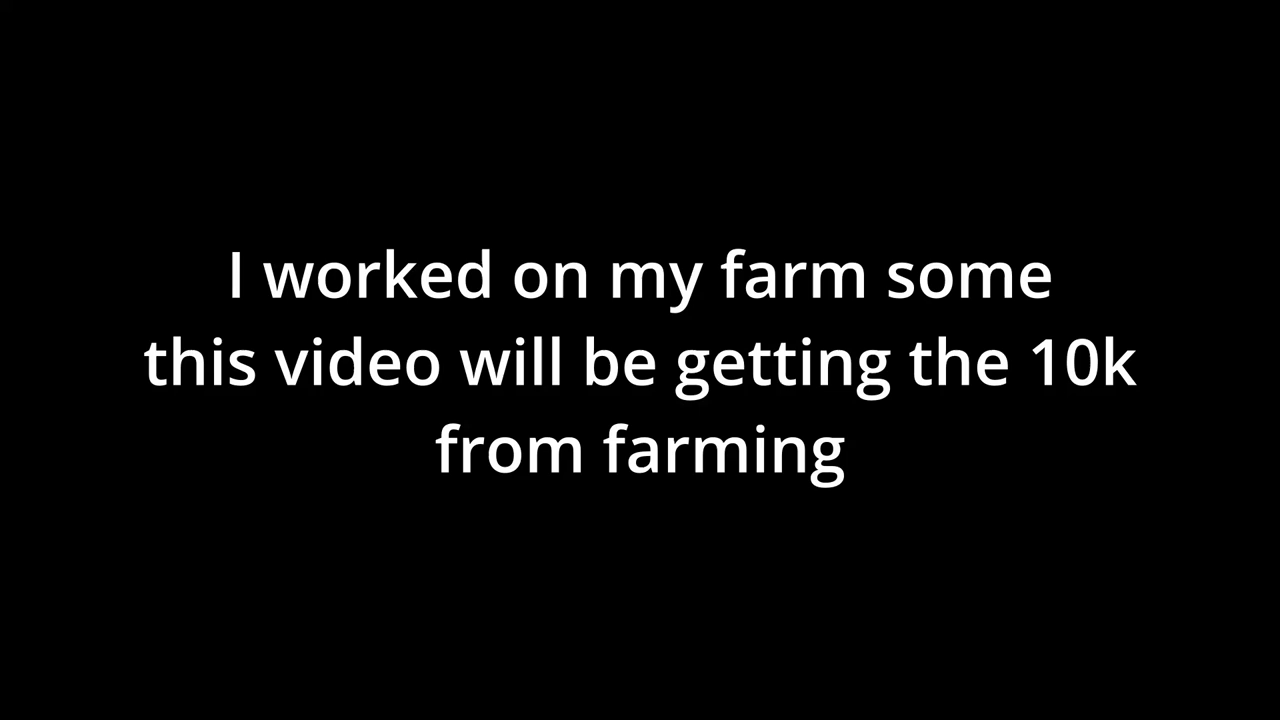 I worked on my farm some
this video will be getting the 10k
from farming